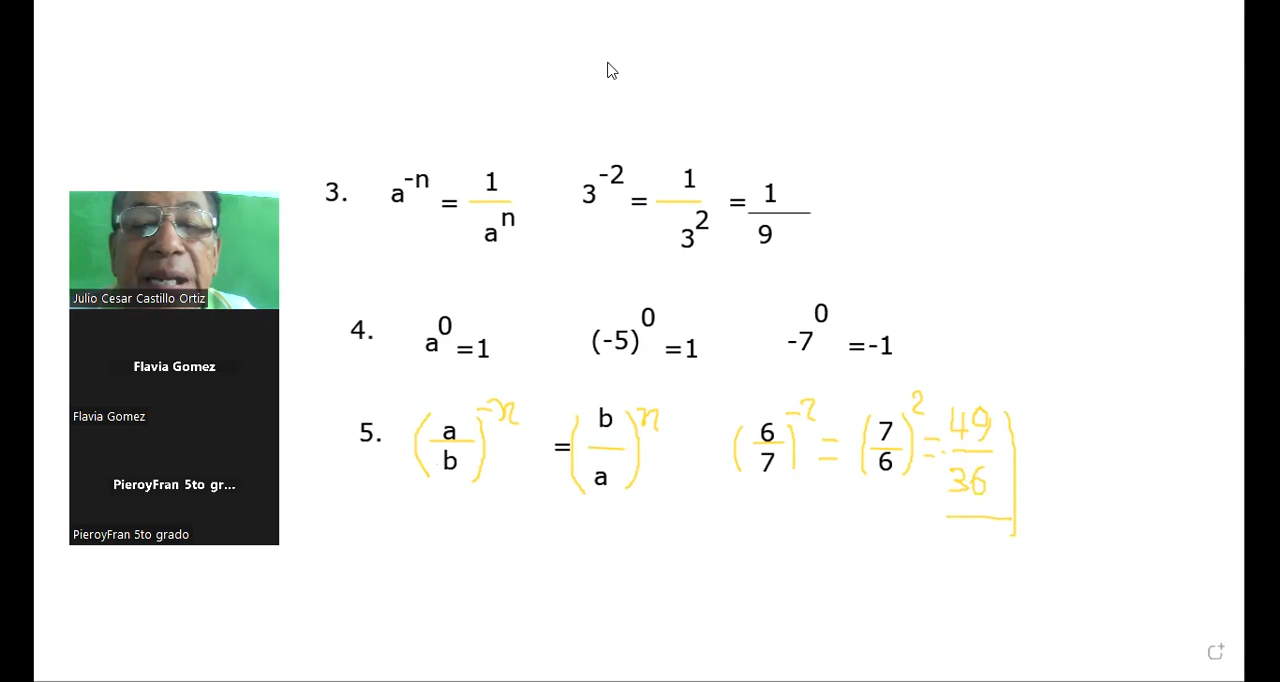 3. a^-n = 1/a^n 3^-2 = 1/3^2 = 1/9
Julio Cesar Castillo Ortiz
4. a^0 =1 (-5)^0 =1 -7^0 =-1
Flavia Gomez
Flavia Gomez
5. (a/b)^-n =(b/a)^n (6/7)^-2 = (7/6)^2 = 49/36
PieroyFran 5to gr...
PieroyFran 5to grado